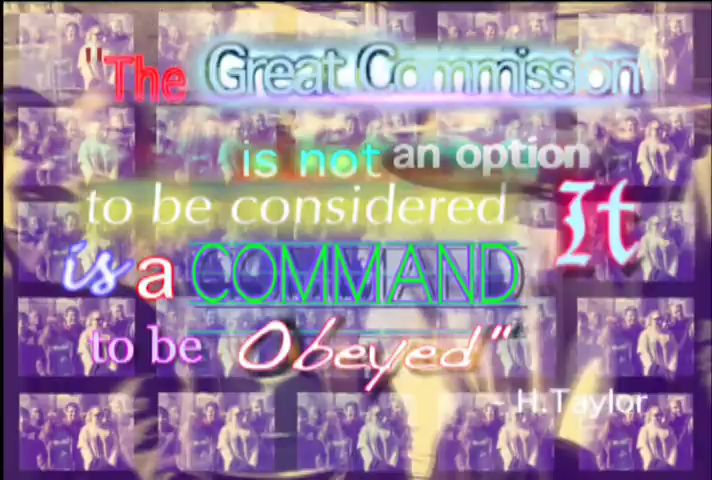 "The Great Commission
is not an option
to be considered It
is a COMMAND
to be Obeyed"
~ H.Taylor